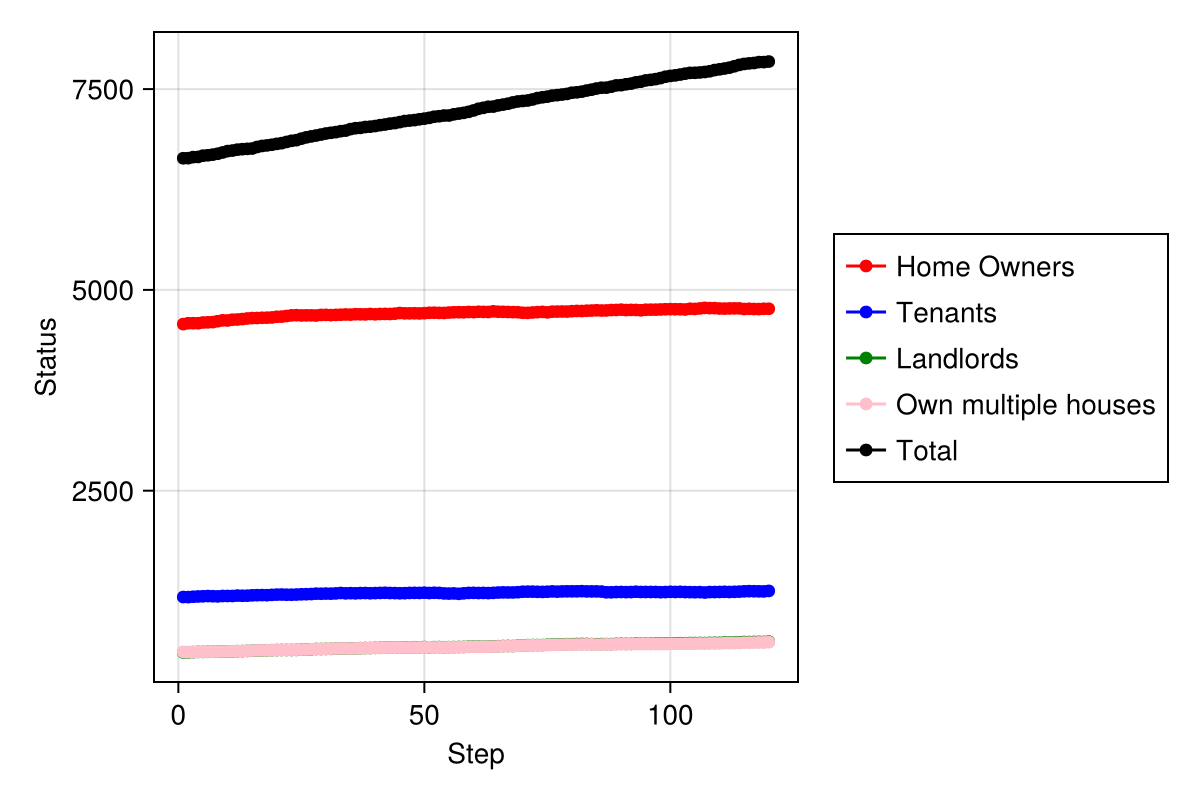 7500
5000
2500
Status
0
50
100
Step
Home Owners
Tenants
Landlords
Own multiple houses
Total